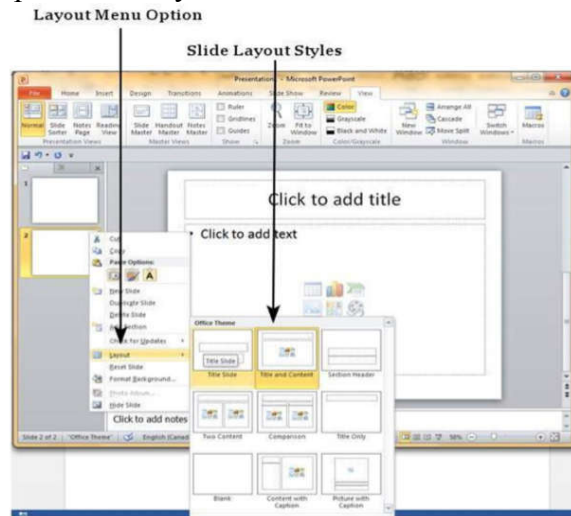 Layout Menu Option
Slide Layout Styles
Presentation - Microsoft PowerPoint
File Home Insert Design Transitions Animations Slide Show Review View
Normal Slide Sorter Notes Page Reading View
Slide Master Handout Master Notes Master
Ruler
Gridlines
Guides
Zoom Fit to Window
Color
Grayscale
Black and White
New Window
Arrange All
Cascade
Move Split
Switch Windows
Macros
Presentation Views Master Views Show Zoom Color/Grayscale Window Macros
1
2
Click to add title
Click to add text
Cut
Copy
Paste Options:
New Slide
Duplicate Slide
Delete Slide
Add Section
Check for Updates
Layout
Reset Slide
Format Background...
Photo Album...
Hide Slide
Office Theme
Title Slide
Title Slide Title and Content Section Header
Two Content Comparison Title Only
Blank Content with Caption Picture with Caption
Click to add notes
Slide 2 of 2 "Office Theme" English (Canad
58%